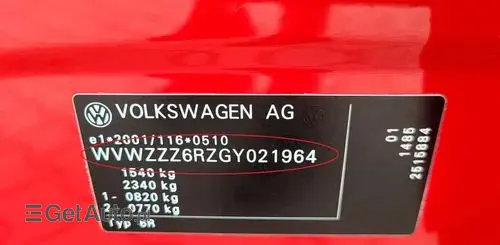 VOLKSWAGEN AG
e1*2001/116*0510
WVWZZZ6RZGY021964
1540 kg
2340 kg
1- 0820 kg
2- 0770 kg
Typ 6R
01
1485
2515884
GetAuto